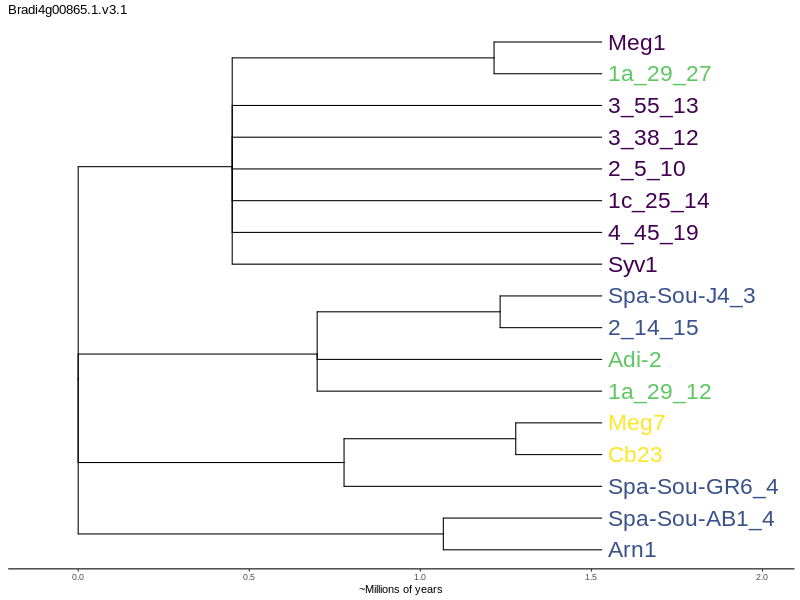 Bradi4g00865.1.v3.1
Meg1
1a_29_27
3_55_13
3_38_12
2_5_10
1c_25_14
4_45_19
Syv1
Spa-Sou-J4_3
2_14_15
Adi-2
1a_29_12
Meg7
Cb23
Spa-Sou-GR6_4
Spa-Sou-AB1_4
Arn1
0.0 0.5 1.0 1.5 2.0
~Millions of years